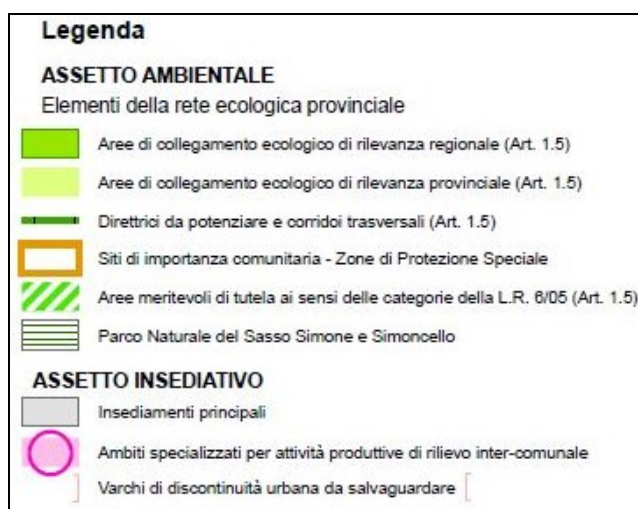 Legenda
ASSETTO AMBIENTALE
Elementi della rete ecologica provinciale
Aree di collegamento ecologico di rilevanza regionale (Art. 1.5)
Aree di collegamento ecologico di rilevanza provinciale (Art. 1.5)
Direttrici da potenziare e corridoi trasversali (Art. 1.5)
Siti di importanza comunitaria - Zone di Protezione Speciale
Aree meritevoli di tutela ai sensi delle categorie della L.R. 6/05 (Art. 1.5)
Parco Naturale del Sasso Simone e Simoncello
ASSETTO INSEDIATIVO
Insediamenti principali
Ambiti specializzati per attività produttive di rilievo inter-comunale
Varchi di discontinuità urbana da salvaguardare